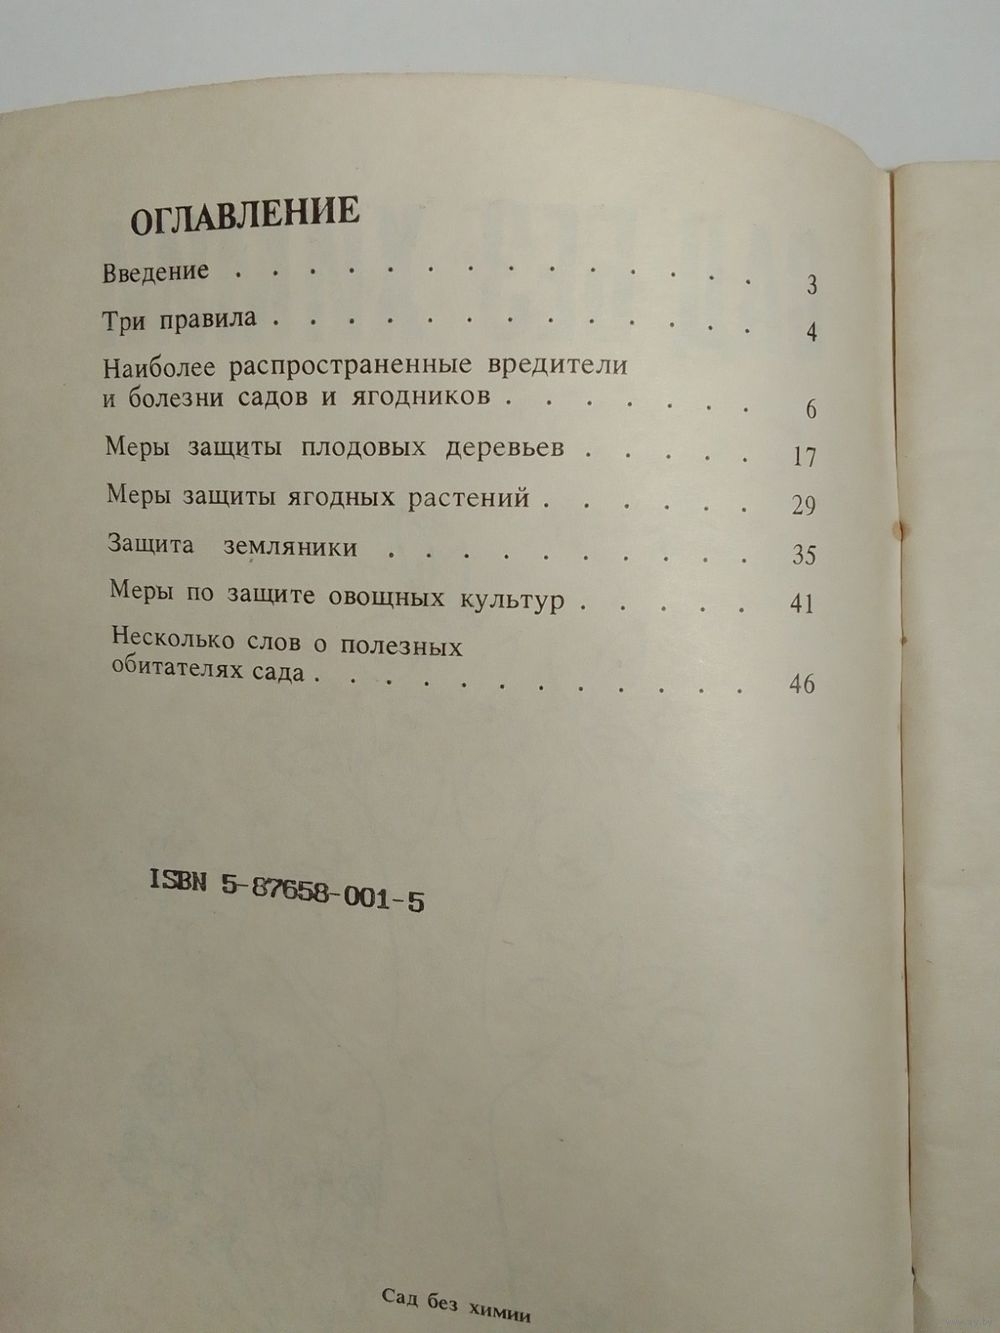 ОГЛАВЛЕНИЕ
Введение . . . . . . . . . . . . . . 3
Три правила . . . . . . . . . . . . . 4
Наиболее распространенные вредители
и болезни садов и ягодников . . . . . . . 6
Меры защиты плодовых деревьев . . . . . 17
Меры защиты ягодных растений . . . . . . 29
Защита земляники . . . . . . . . . . 35
Меры по защите овощных культур . . . . . 41
Несколько слов о полезных
обитателях сада . . . . . . . . . . . . 46
ISBN 5-87658-001-5
Сад без химии